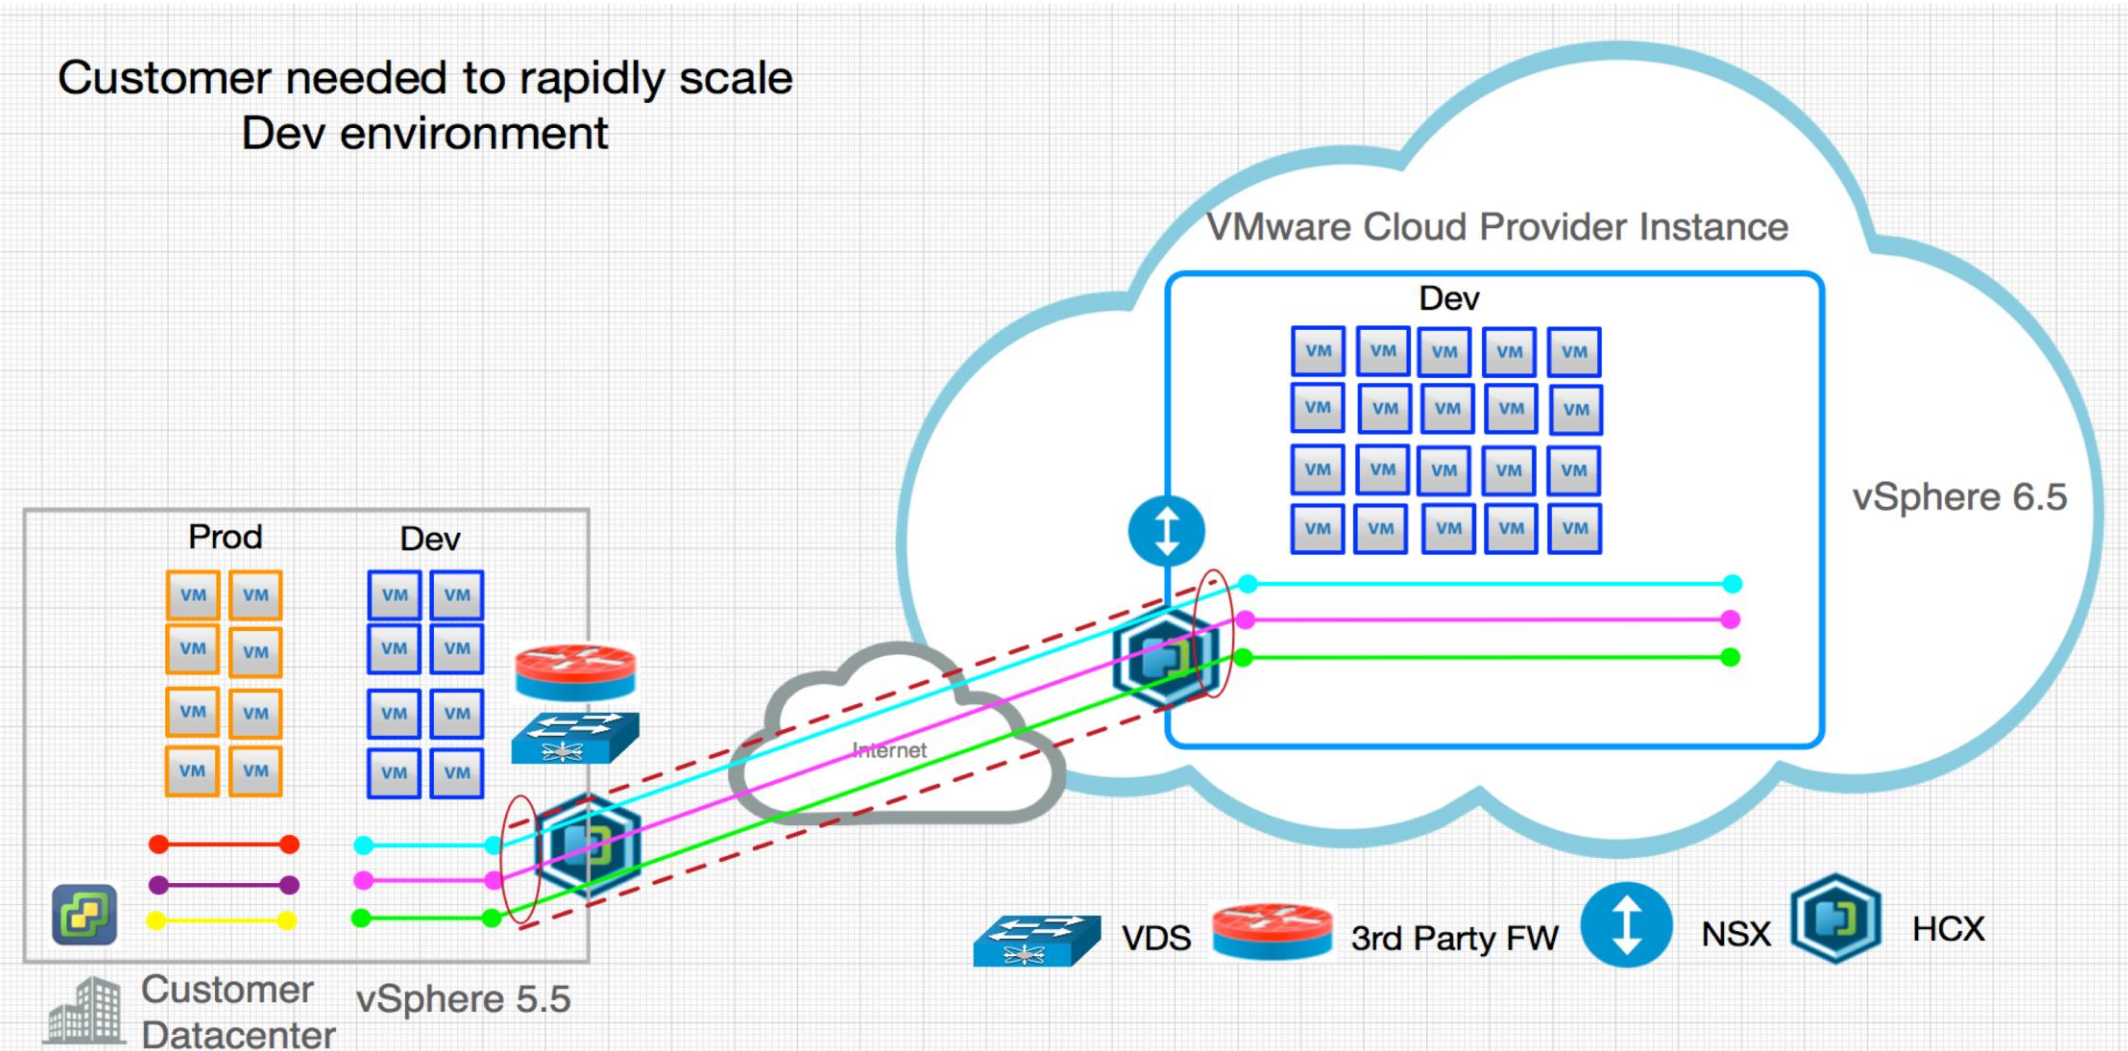 Customer needed to rapidly scale
Dev environment
VMware Cloud Provider Instance
Dev
VM VM VM VM VM
VM VM VM VM VM
VM VM VM VM VM
VM VM VM VM VM
vSphere 6.5
Prod
VM VM
VM VM
VM VM
VM VM
Dev
VM VM
VM VM
VM VM
VM VM
Internet
Customer
Datacenter
vSphere 5.5
VDS
3rd Party FW
NSX
HCX